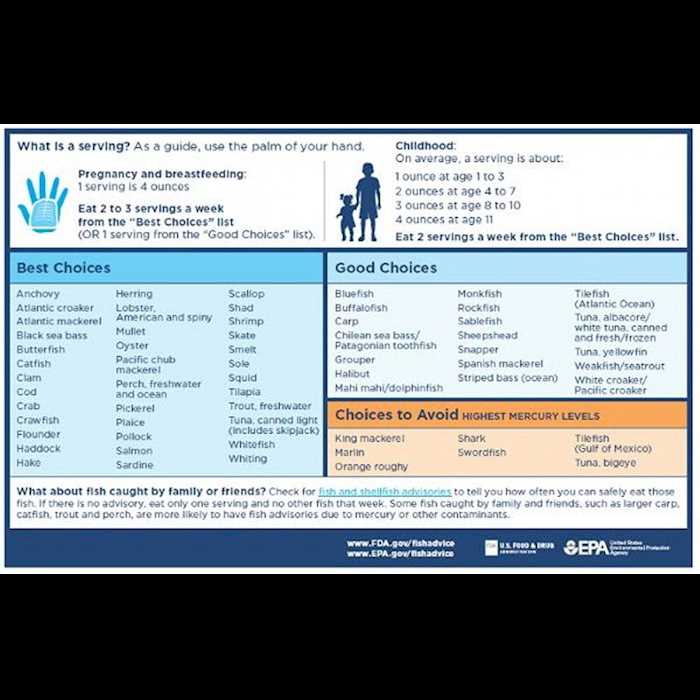 What is a serving? As a guide, use the palm of your hand.
Pregnancy and breastfeeding:
1 serving is 4 ounces
Eat 2 to 3 servings a week
from the "Best Choices" list
(OR 1 serving from the "Good Choices" list).
Childhood:
On average, a serving is about:
1 ounce at age 1 to 3
2 ounces at age 4 to 7
3 ounces at age 8 to 10
4 ounces at age 11
Eat 2 servings a week from the "Best Choices" list.
Best Choices
Anchovy
Atlantic croaker
Atlantic mackerel
Black sea bass
Butterfish
Catfish
Clam
Cod
Crab
Crawfish
Flounder
Haddock
Hake
Herring
Lobster,
American and spiny
Mullet
Oyster
Pacific chub
mackerel
Perch, freshwater
and ocean
Pickerel
Plaice
Pollock
Salmon
Sardine
Scallop
Shad
Shrimp
Skate
Smelt
Sole
Squid
Tilapia
Trout, freshwater
Tuna, canned light
(includes skipjack)
Whitefish
Whiting
Good Choices
Bluefish
Buffalofish
Carp
Chilean sea bass/
Patagonian toothfish
Grouper
Halibut
Mahi mahi/dolphinfish
Monkfish
Rockfish
Sablefish
Sheepshead
Snapper
Spanish mackerel
Striped bass (ocean)
Tilefish
(Atlantic Ocean)
Tuna, albacore/
white tuna, canned
and fresh/frozen
Tuna, yellowfin
Weakfish/seatrout
White croaker/
Pacific croaker
Choices to Avoid HIGHEST MERCURY LEVELS
King mackerel
Marlin
Orange roughy
Shark
Swordfish
Tilefish
(Gulf of Mexico)
Tuna, bigeye
What about fish caught by family or friends? Check for fish and shellfish advisories to tell you how often you can safely eat those
fish. If there is no advisory, eat only one serving and no other fish that week. Some fish caught by family and friends, such as larger carp,
catfish, trout and perch, are more likely to have fish advisories due to mercury or other contaminants.
www.FDA.gov/fishadvice
www.EPA.gov/fishadvice
FDA U.S. FOOD & DRUG
ADMINISTRATION
EPA
United States
Environmental Protection
Agency